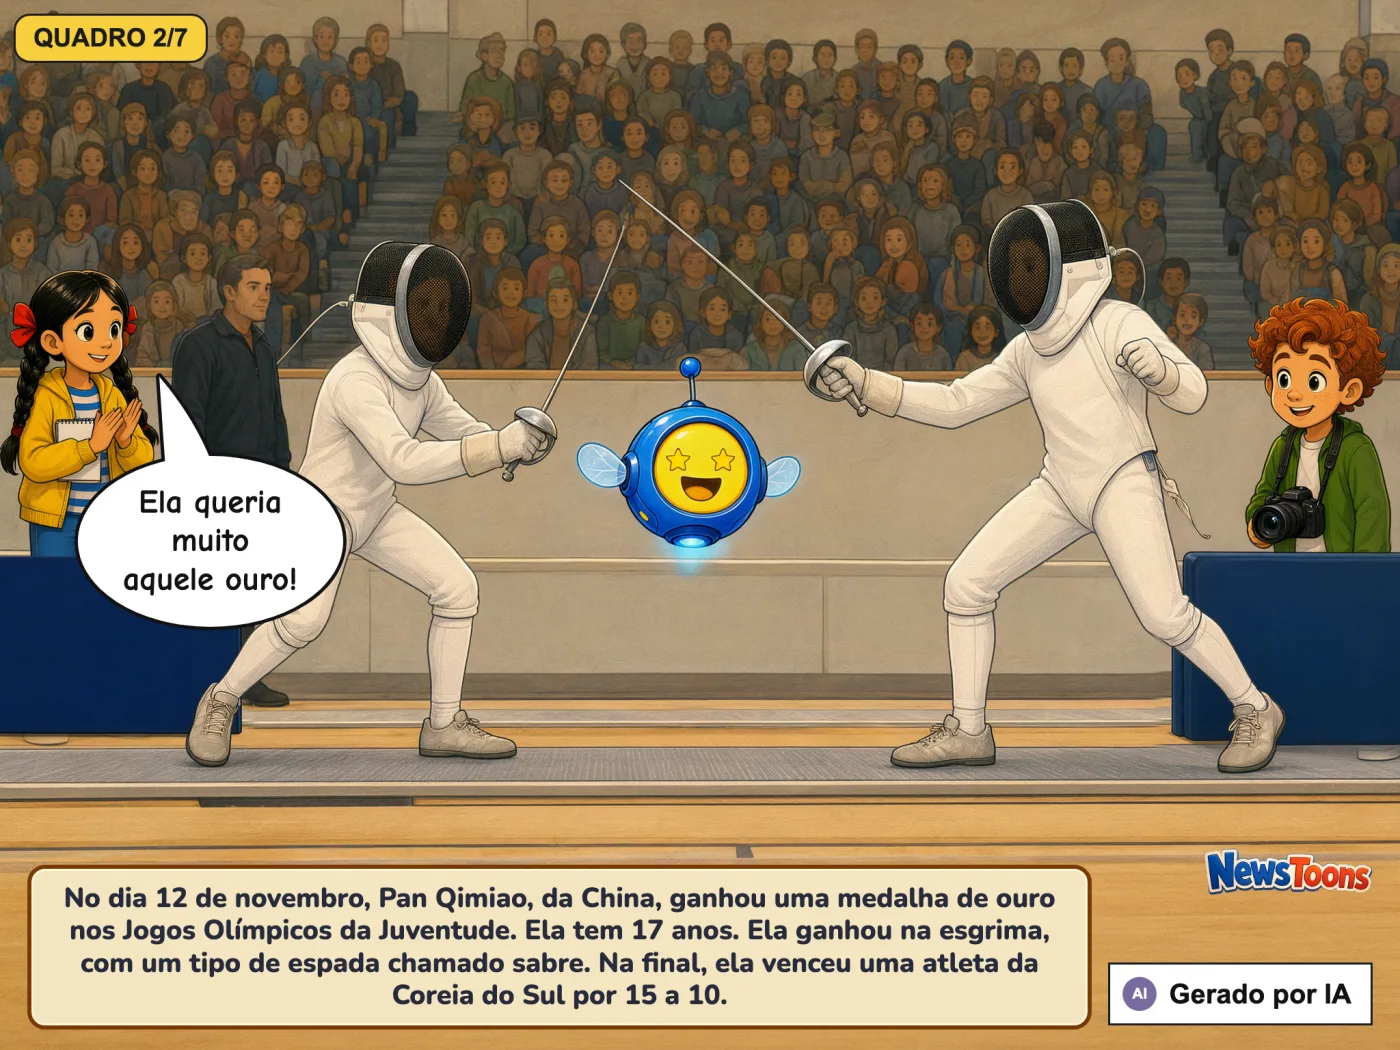 QUADRO 2/7
Ela queria
muito
aquele ouro!
NewsToons
No dia 12 de novembro, Pan Qimiao, da China, ganhou uma medalha de ouro
nos Jogos Olímpicos da Juventude. Ela tem 17 anos. Ela ganhou na esgrima,
com um tipo de espada chamado sabre. Na final, ela venceu uma atleta da
Coreia do Sul por 15 a 10.
AI Gerado por IA